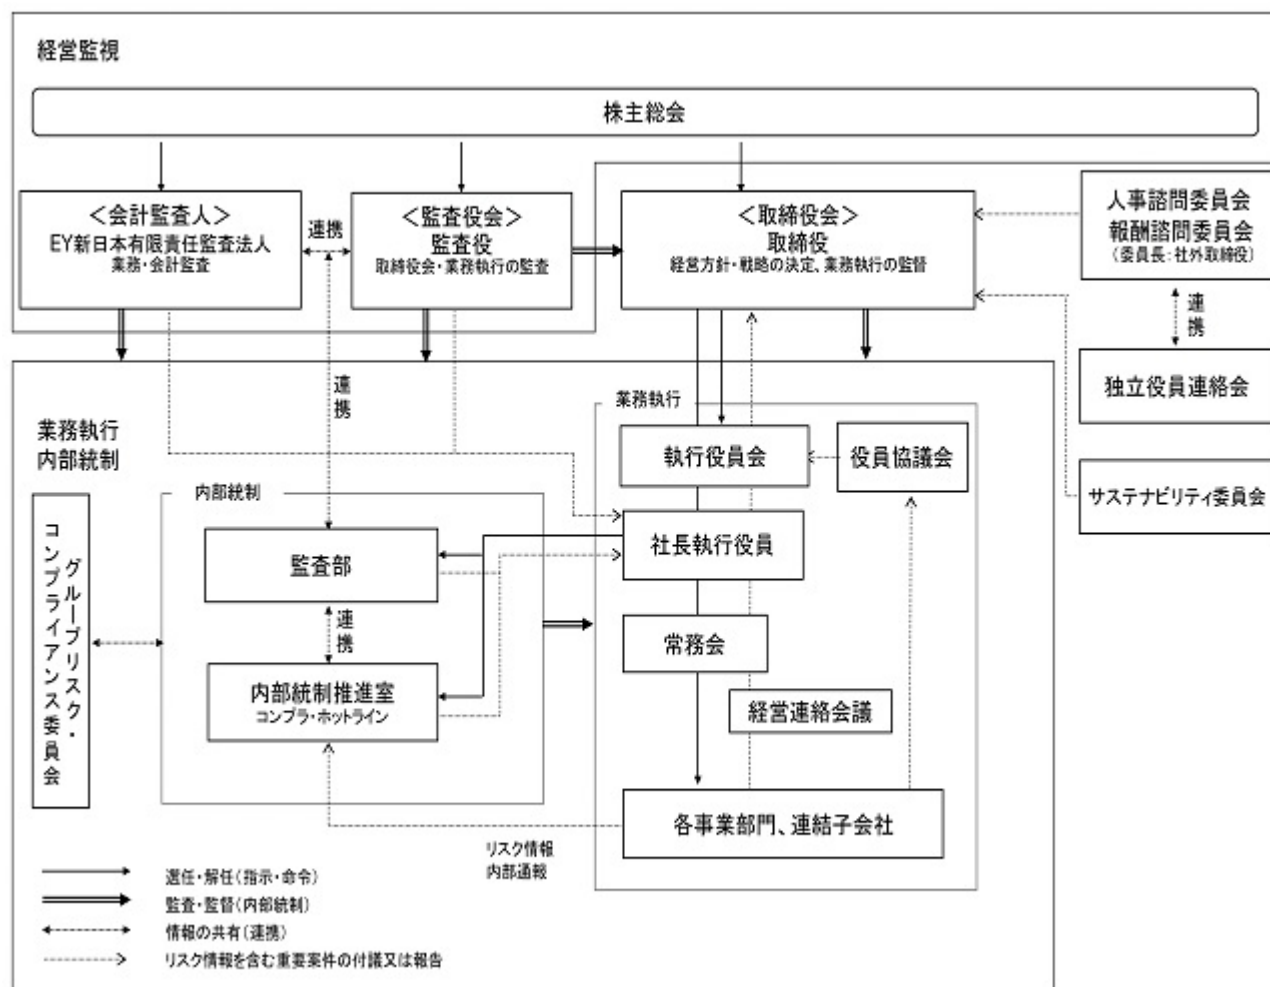 経営監視
株主総会
＜会計監査人＞
EY新日本有限責任監査法人
業務・会計監査
連携
＜監査役会＞
監査役
取締役会・業務執行の監査
＜取締役会＞
取締役
経営方針・戦略の決定、業務執行の監督
人事諮問委員会
報酬諮問委員会
（委員長：社外取締役）
連携
独立役員連絡会
サステナビリティ委員会
連携
業務執行
内部統制
グループリスク・
コンプライアンス委員会
内部統制
監査部
連携
内部統制推進室
コンプラ・ホットライン
業務執行
執行役員会
役員協議会
社長執行役員
常務会
経営連絡会議
各事業部門、連結子会社
リスク情報
内部通報
選任・解任（指示・命令）
監査・監督（内部統制）
情報の共有（連携）
リスク情報を含む重要案件の付議又は報告